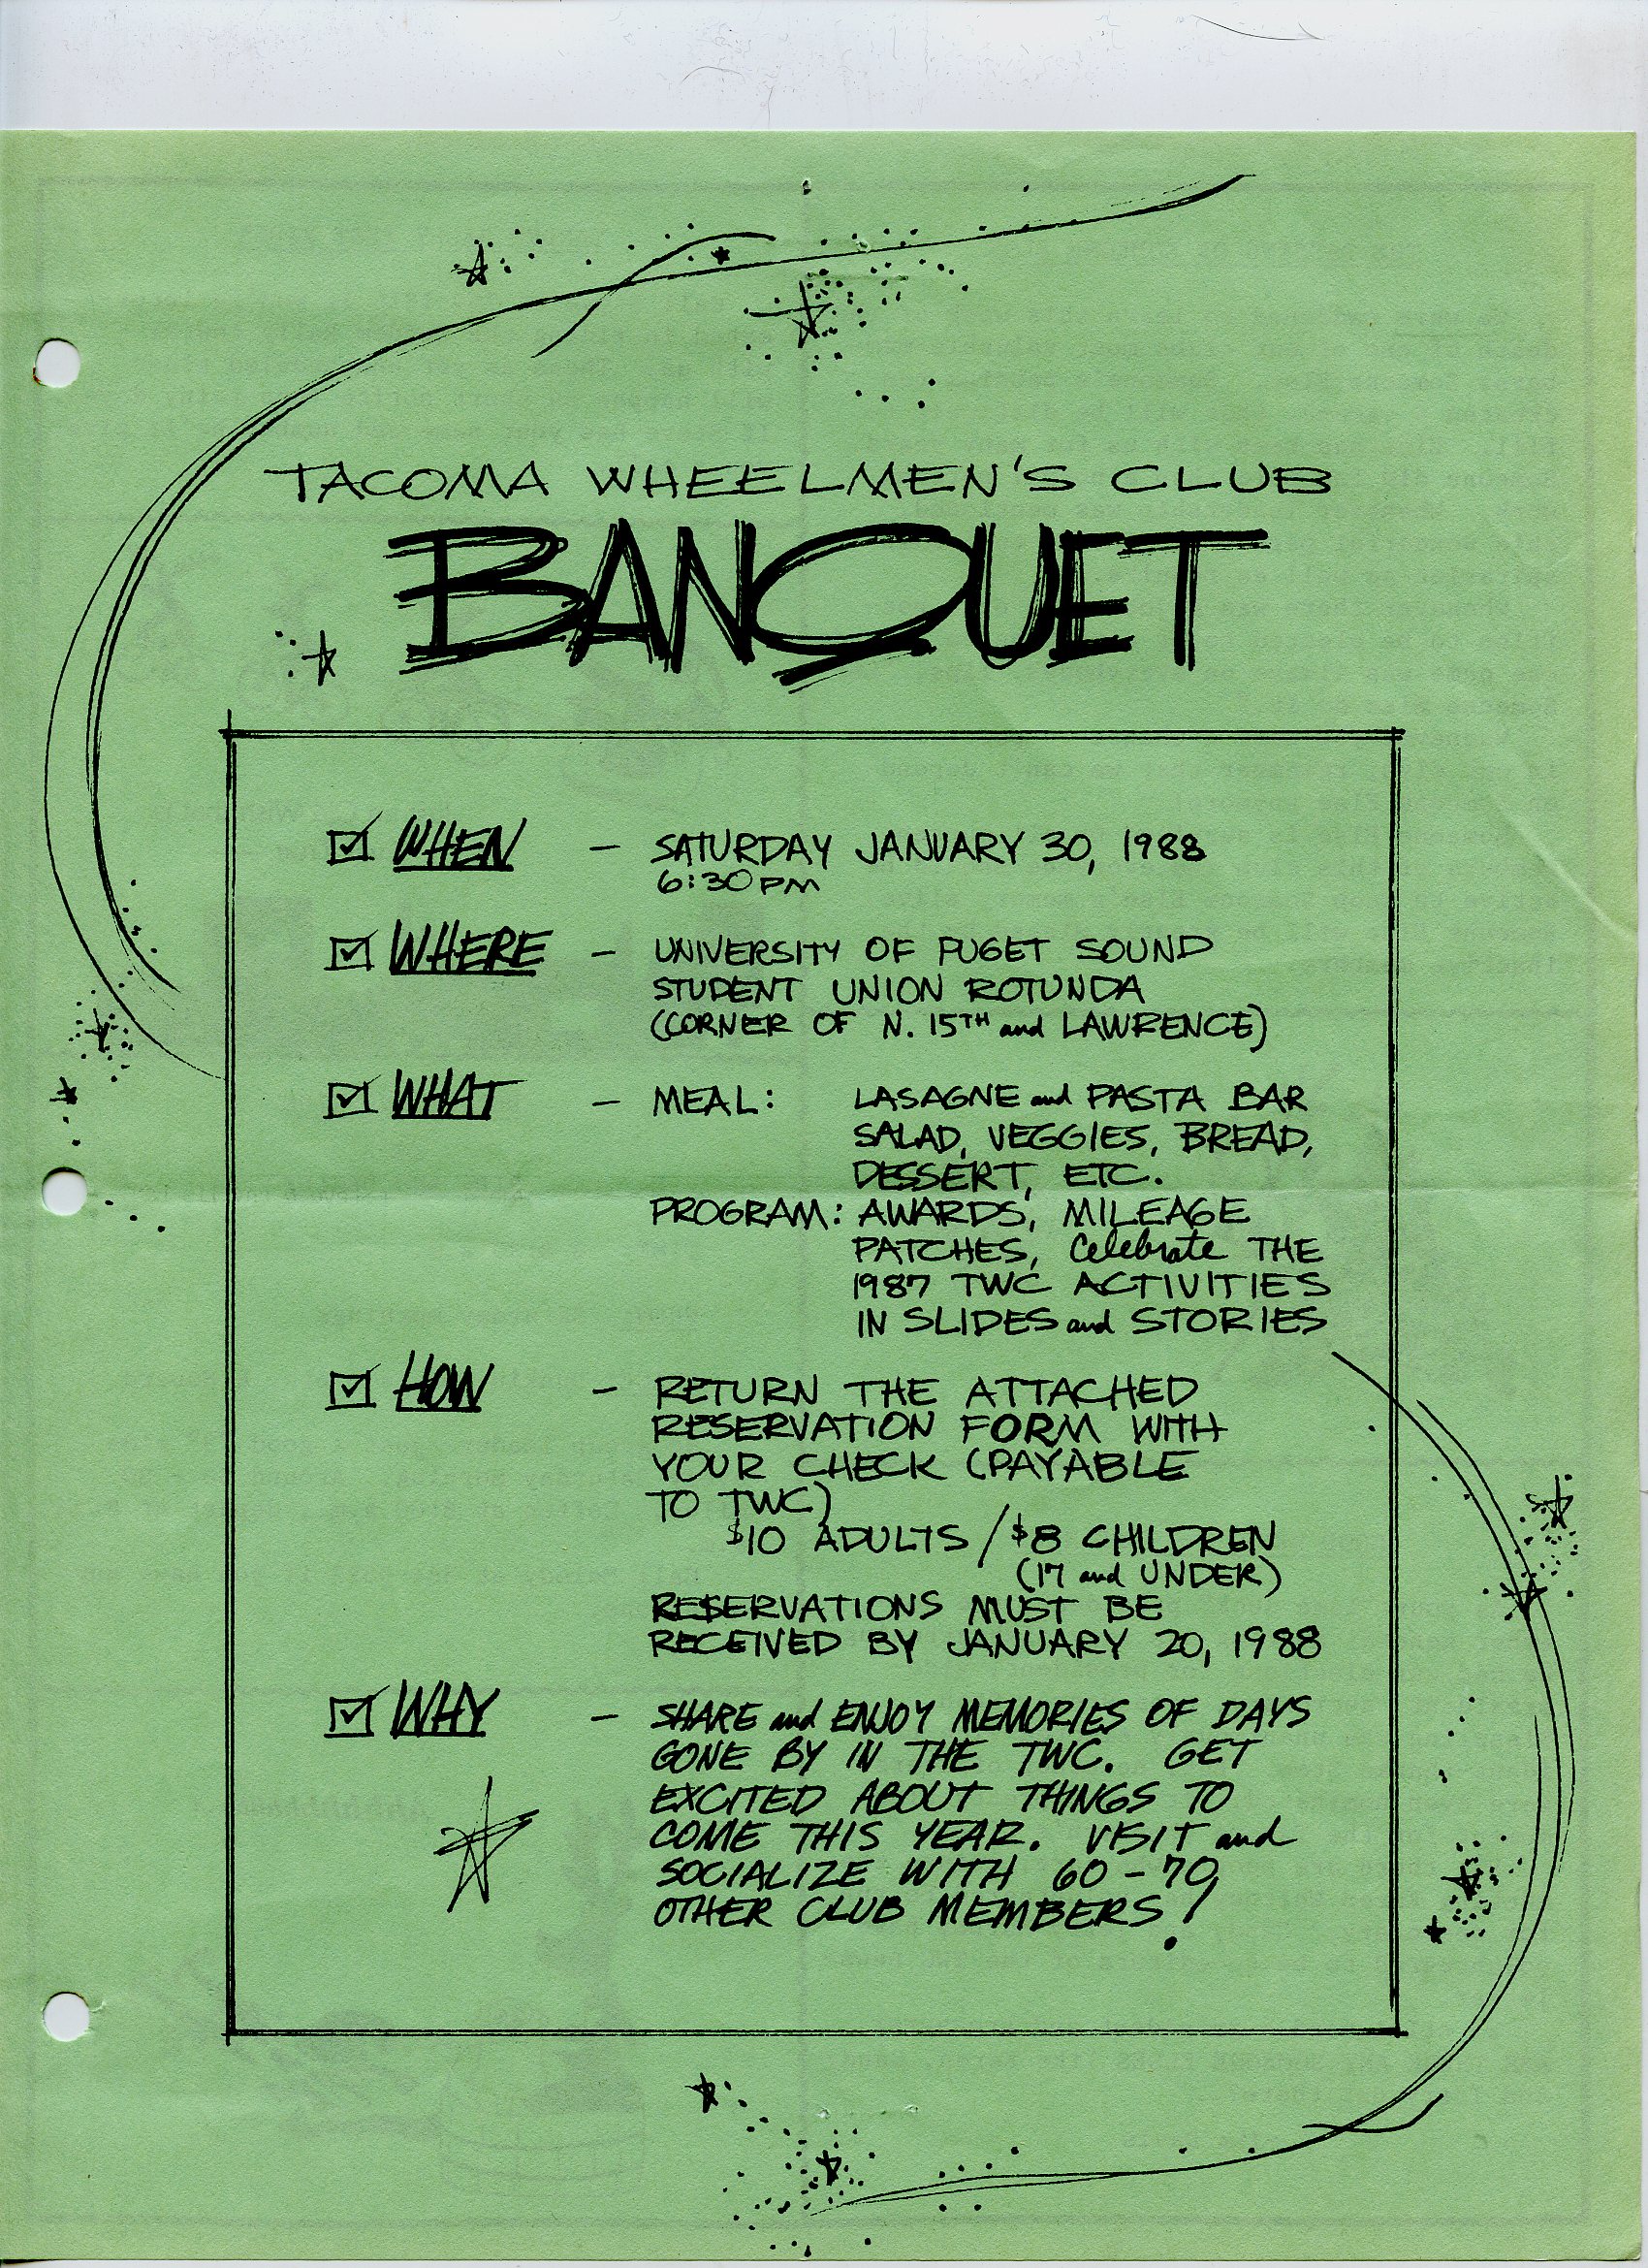 TACOMA WHEELMEN'S CLUB
BANQUET
☑ WHEN - SATURDAY JANUARY 30, 1988
6:30PM
☑ WHERE - UNIVERSITY OF PUGET SOUND
STUDENT UNION ROTUNDA
(CORNER OF N. 15TH and LAWRENCE)
☑ WHAT - MEAL: LASAGNE and PASTA BAR
SALAD, VEGGIES, BREAD,
DESSERT, ETC.
PROGRAM: AWARDS, MILEAGE
PATCHES, Celebrate THE
1987 TWC ACTIVITIES
IN SLIDES and STORIES
☑ HOW - RETURN THE ATTACHED
RESERVATION FORM WITH
YOUR CHECK (PAYABLE
TO TWC)
$10 ADULTS / $8 CHILDREN
(17 and UNDER)
RESERVATIONS MUST BE
RECEIVED BY JANUARY 20, 1988
☑ WHY - SHARE and ENJOY MEMORIES OF DAYS
GONE BY IN THE TWC. GET
EXCITED ABOUT THINGS TO
COME THIS YEAR. VISIT and
SOCIALIZE WITH 60-70
OTHER CLUB MEMBERS!